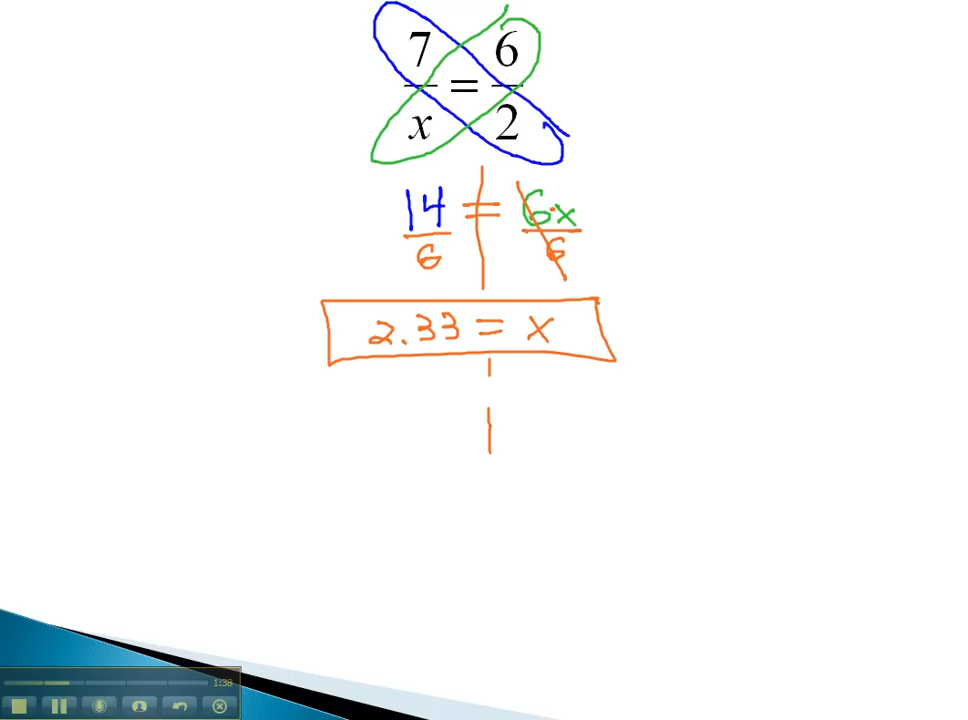 7/x = 6/2
14/6 = 6·x/6
2.33 = x
1:38